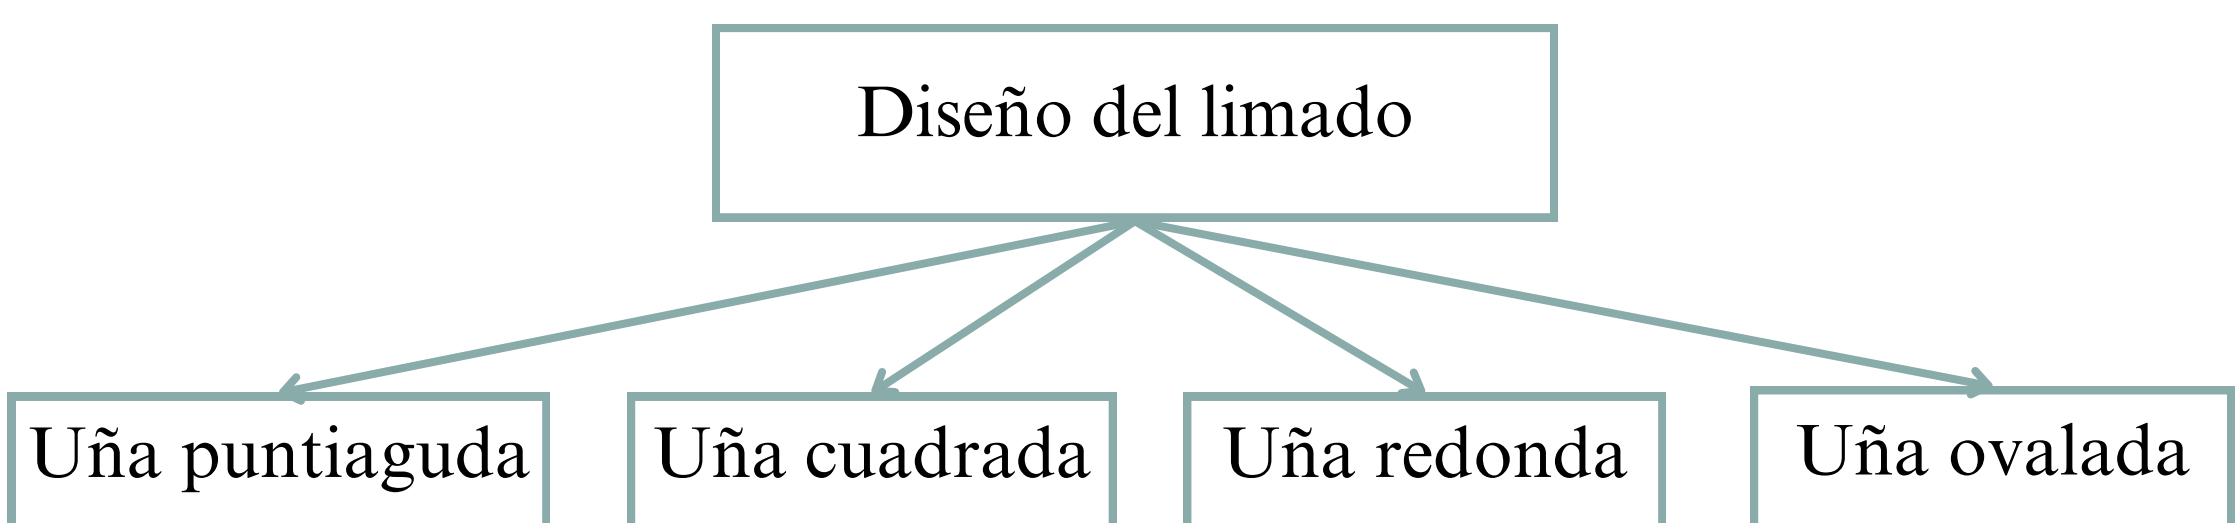 Diseño del limado
Uña puntiaguda
Uña cuadrada
Uña redonda
Uña ovalada